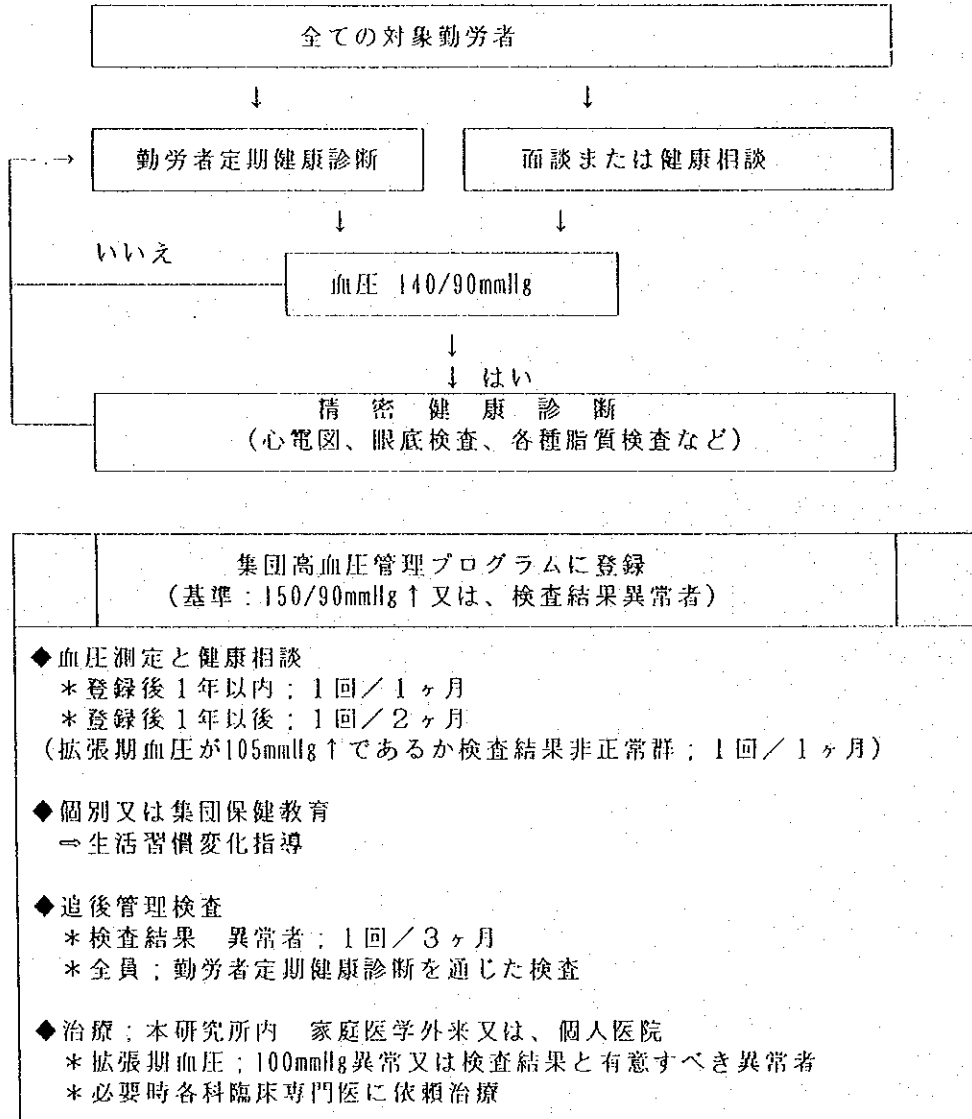 全ての対象勤労者
↓ ↓
→ 勤労者定期健康診断 面談または健康相談
↓ ↓
いいえ
血圧 140/90mmHg
↓
↓ はい
精密健康診断
(心電図、眼底検査、各種脂質検査など)
集団高血圧管理プログラムに登録
(基準:150/90mmHg↑又は、検査結果異常者)
◆血圧測定と健康相談
*登録後1年以内;1回/1ヶ月
*登録後1年以後;1回/2ヶ月
(拡張期血圧が105mmHg↑であるか検査結果非正常群;1回/1ヶ月)
◆個別又は集団保健教育
⇒生活習慣変化指導
◆追後管理検査
*検査結果 異常者;1回/3ヶ月
*全員;勤労者定期健康診断を通じた検査
◆治療;本研究所内 家庭医学外来又は、個人医院
*拡張期血圧;100mmHg異常又は検査結果と有意すべき異常者
*必要時各科臨床専門医に依頼治療